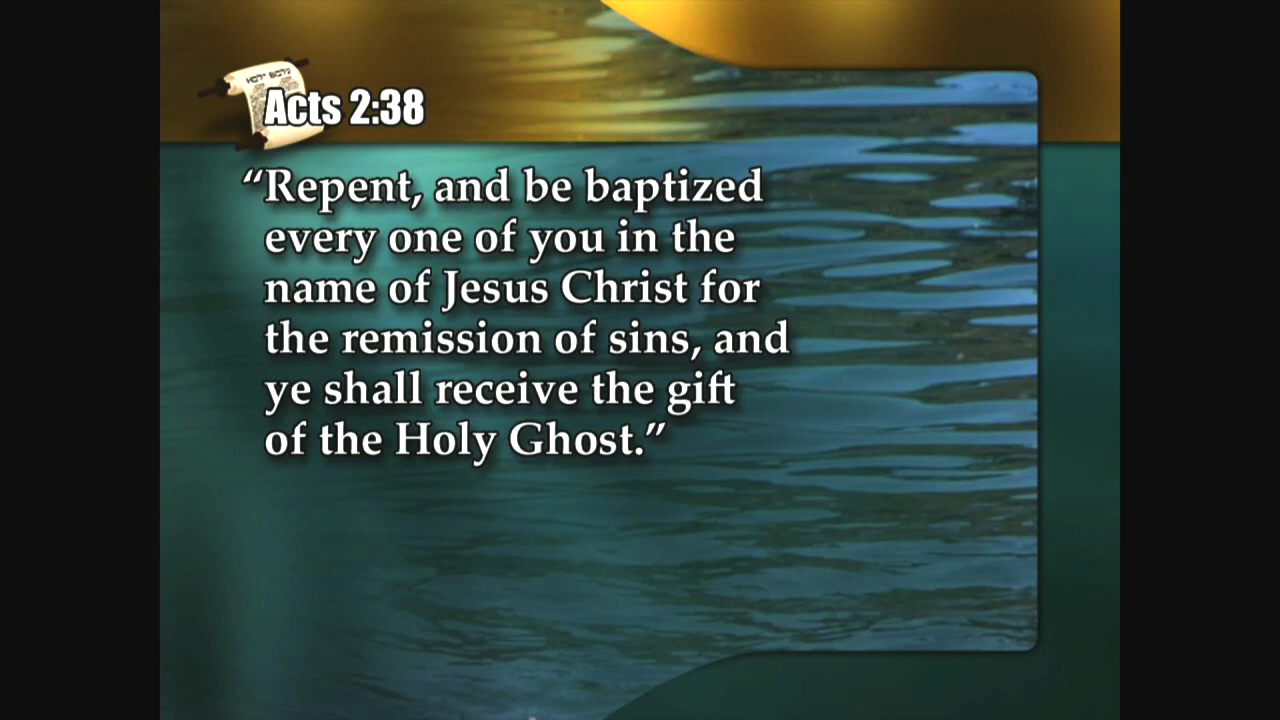 Acts 2:38
“Repent, and be baptized
every one of you in the
name of Jesus Christ for
the remission of sins, and
ye shall receive the gift
of the Holy Ghost.”